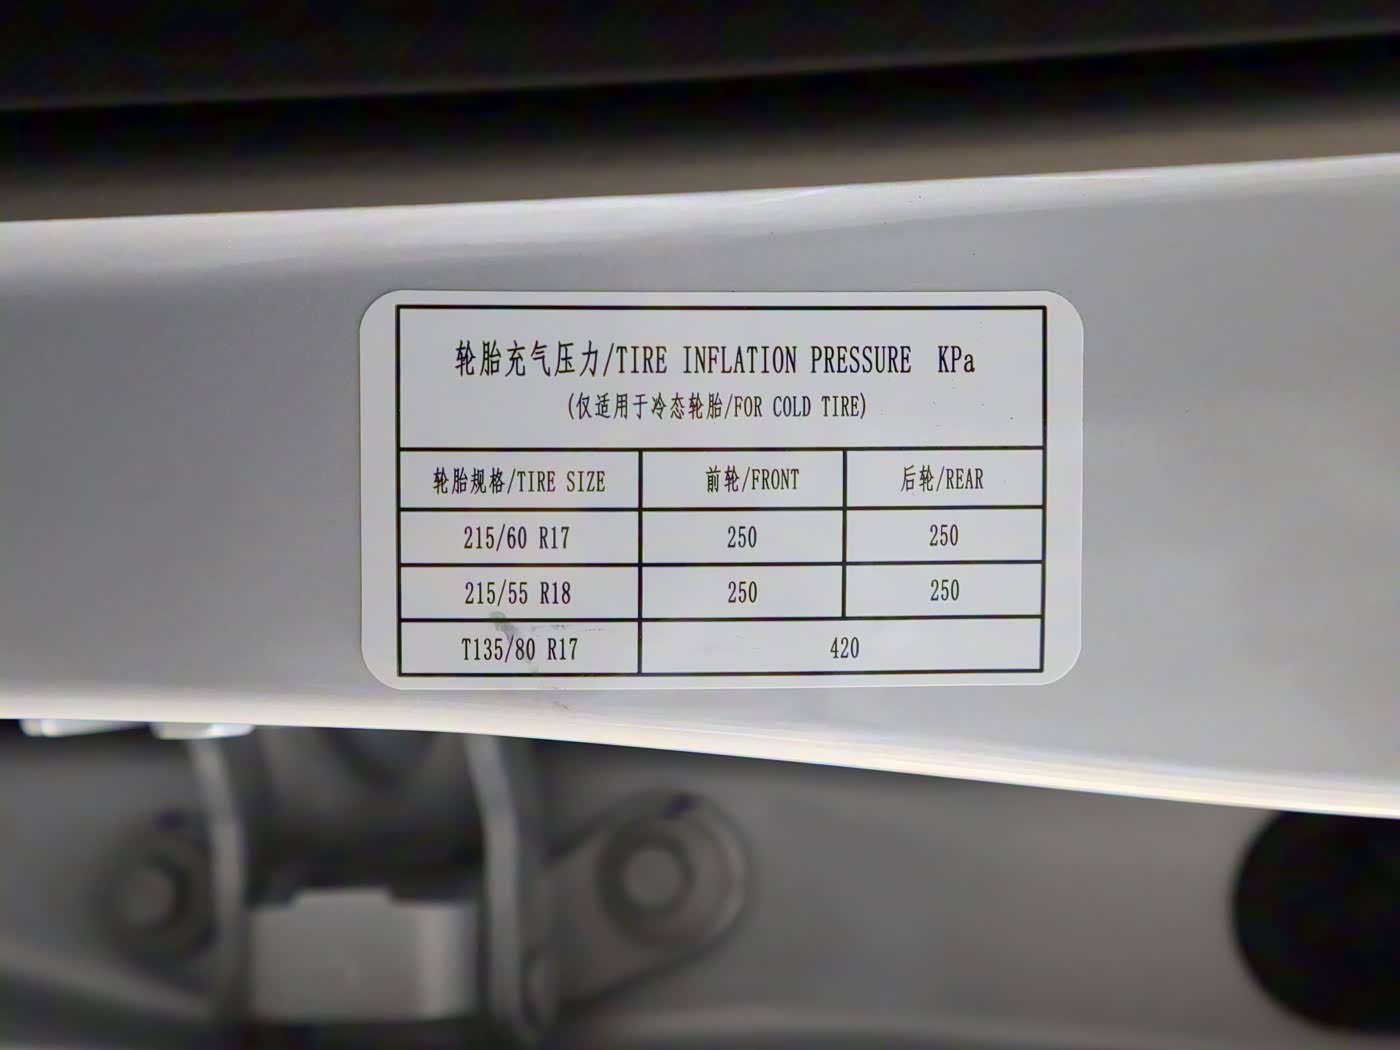 轮胎充气压力/TIRE INFLATION PRESSURE KPa
(仅适用于冷态轮胎/FOR COLD TIRE)
轮胎规格/TIRE SIZE 前轮/FRONT 后轮/REAR
215/60 R17 250 250
215/55 R18 250 250
T135/80 R17 420